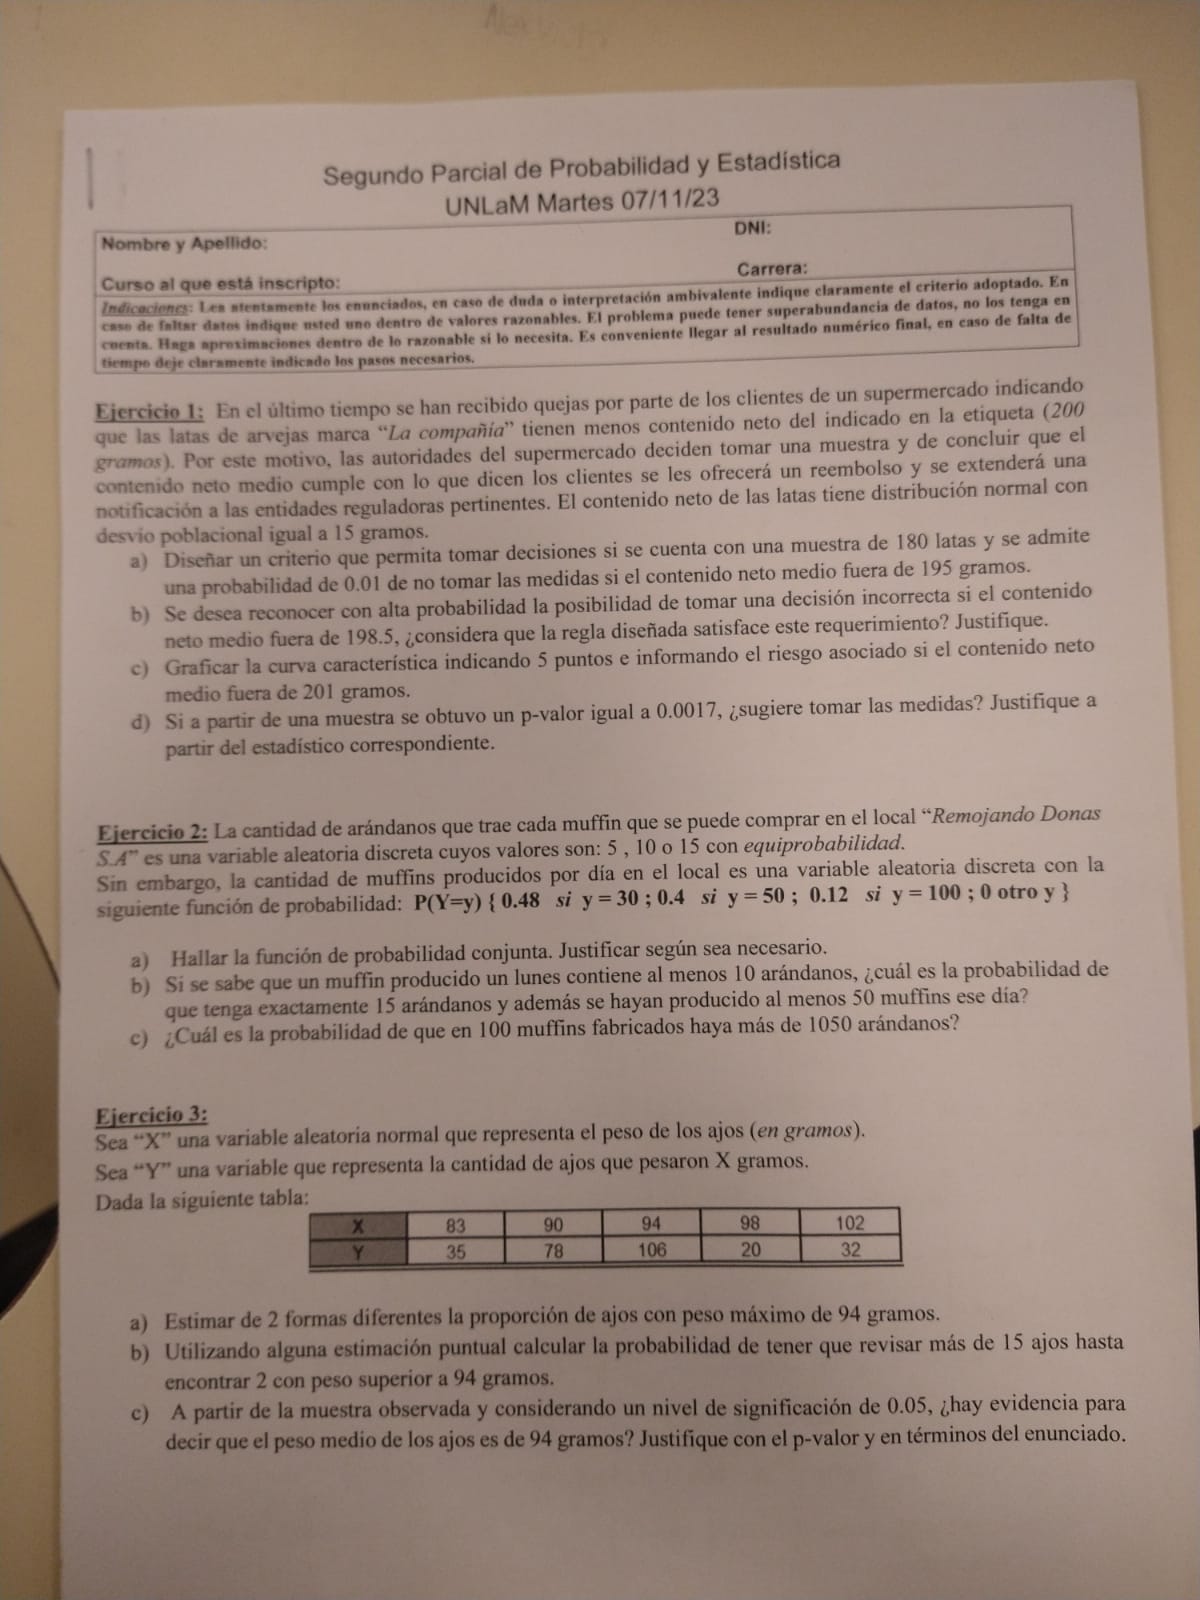 Segundo Parcial de Probabilidad y Estadística
UNLaM Martes 07/11/23
Nombre y Apellido: DNI:
Curso al que está inscripto: Carrera:
Indicaciones: Lea atentamente los enunciados, en caso de duda o interpretación ambivalente indique claramente el criterio adoptado. En
caso de faltar datos indique usted uno dentro de valores razonables. El problema puede tener superabundancia de datos, no los tenga en
cuenta. Haga aproximaciones dentro de lo razonable si lo necesita. Es conveniente llegar al resultado numérico final, en caso de falta de
tiempo deje claramente indicado los pasos necesarios.
Ejercicio 1: En el último tiempo se han recibido quejas por parte de los clientes de un supermercado indicando
que las latas de arvejas marca “La compañía” tienen menos contenido neto del indicado en la etiqueta (200
gramos). Por este motivo, las autoridades del supermercado deciden tomar una muestra y de concluir que el
contenido neto medio cumple con lo que dicen los clientes se les ofrecerá un reembolso y se extenderá una
notificación a las entidades reguladoras pertinentes. El contenido neto de las latas tiene distribución normal con
desvío poblacional igual a 15 gramos.
a) Diseñar un criterio que permita tomar decisiones si se cuenta con una muestra de 180 latas y se admite
una probabilidad de 0.01 de no tomar las medidas si el contenido neto medio fuera de 195 gramos.
b) Se desea reconocer con alta probabilidad la posibilidad de tomar una decisión incorrecta si el contenido
neto medio fuera de 198.5, ¿considera que la regla diseñada satisface este requerimiento? Justifique.
c) Graficar la curva característica indicando 5 puntos e informando el riesgo asociado si el contenido neto
medio fuera de 201 gramos.
d) Si a partir de una muestra se obtuvo un p-valor igual a 0.0017, ¿sugiere tomar las medidas? Justifique a
partir del estadístico correspondiente.
Ejercicio 2: La cantidad de arándanos que trae cada muffin que se puede comprar en el local “Remojando Donas
S.A” es una variable aleatoria discreta cuyos valores son: 5 , 10 o 15 con equiprobabilidad.
Sin embargo, la cantidad de muffins producidos por día en el local es una variable aleatoria discreta con la
siguiente función de probabilidad: P(Y=y) { 0.48 si y = 30 ; 0.4 si y = 50 ; 0.12 si y = 100 ; 0 otro y }
a) Hallar la función de probabilidad conjunta. Justificar según sea necesario.
b) Si se sabe que un muffin producido un lunes contiene al menos 10 arándanos, ¿cuál es la probabilidad de
que tenga exactamente 15 arándanos y además se hayan producido al menos 50 muffins ese día?
c) ¿Cuál es la probabilidad de que en 100 muffins fabricados haya más de 1050 arándanos?
Ejercicio 3:
Sea “X” una variable aleatoria normal que representa el peso de los ajos (en gramos).
Sea “Y” una variable que representa la cantidad de ajos que pesaron X gramos.
Dada la siguiente tabla:
X 83 90 94 98 102
Y 35 78 106 20 32
a) Estimar de 2 formas diferentes la proporción de ajos con peso máximo de 94 gramos.
b) Utilizando alguna estimación puntual calcular la probabilidad de tener que revisar más de 15 ajos hasta
encontrar 2 con peso superior a 94 gramos.
c) A partir de la muestra observada y considerando un nivel de significación de 0.05, ¿hay evidencia para
decir que el peso medio de los ajos es de 94 gramos? Justifique con el p-valor y en términos del enunciado.